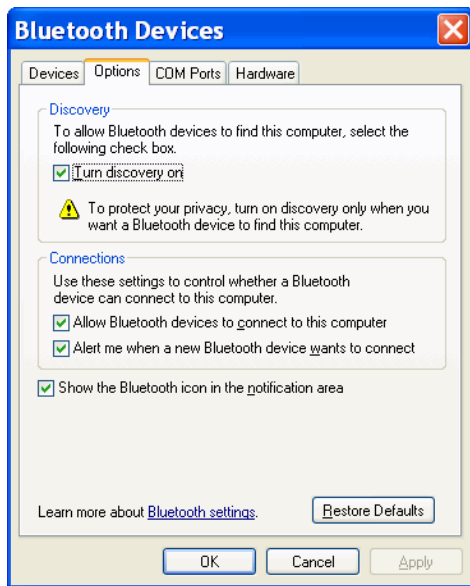 Bluetooth Devices
Devices Options COM Ports Hardware
Discovery
To allow Bluetooth devices to find this computer, select the
following check box.
Turn discovery on
To protect your privacy, turn on discovery only when you
want a Bluetooth device to find this computer.
Connections
Use these settings to control whether a Bluetooth
device can connect to this computer.
Allow Bluetooth devices to connect to this computer
Alert me when a new Bluetooth device wants to connect
Show the Bluetooth icon in the notification area
Learn more about Bluetooth settings. Restore Defaults
OK Cancel Apply